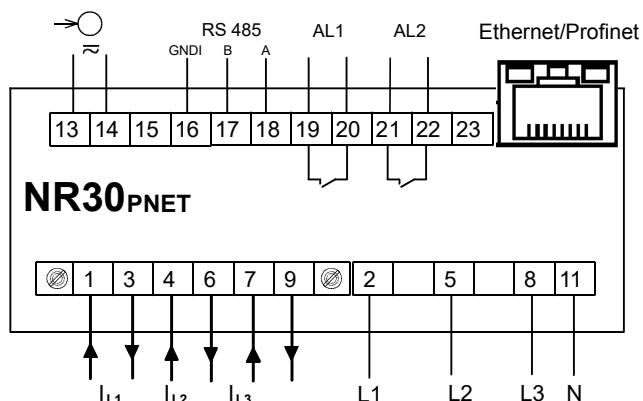 RS 485 AL1 AL2 Ethernet/Profinet
GNDI B A
13 14 15 16 17 18 19 20 21 22 23
NR30PNET
1 3 4 6 7 9 2 5 8 11
IL1 IL2 IL3 L1 L2 L3 N